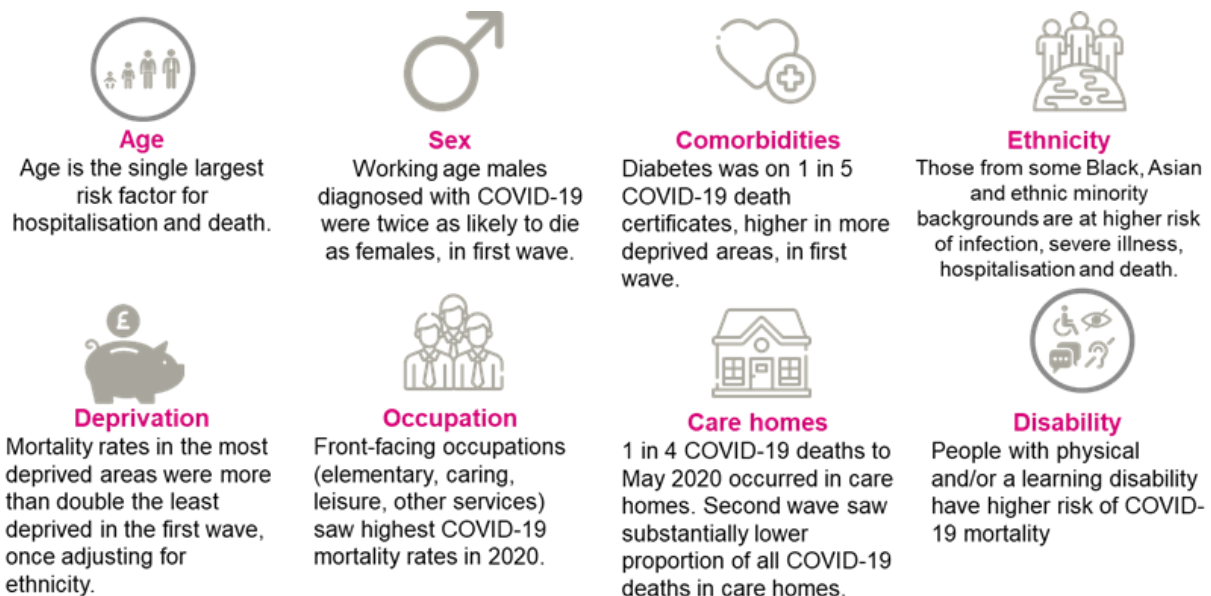 Age
Age is the single largest
risk factor for
hospitalisation and death.
Sex
Working age males
diagnosed with COVID-19
were twice as likely to die
as females, in first wave.
Comorbidities
Diabetes was on 1 in 5
COVID-19 death
certificates, higher in more
deprived areas, in first
wave.
Ethnicity
Those from some Black, Asian
and ethnic minority
backgrounds are at higher risk
of infection, severe illness,
hospitalisation and death.
£
Deprivation
Mortality rates in the most
deprived areas were more
than double the least
deprived in the first wave,
once adjusting for
ethnicity.
Occupation
Front-facing occupations
(elementary, caring,
leisure, other services)
saw highest COVID-19
mortality rates in 2020.
Care homes
1 in 4 COVID-19 deaths to
May 2020 occurred in care
homes. Second wave saw
substantially lower
proportion of all COVID-19
deaths in care homes.
Disability
People with physical
and/or a learning disability
have higher risk of COVID-
19 mortality